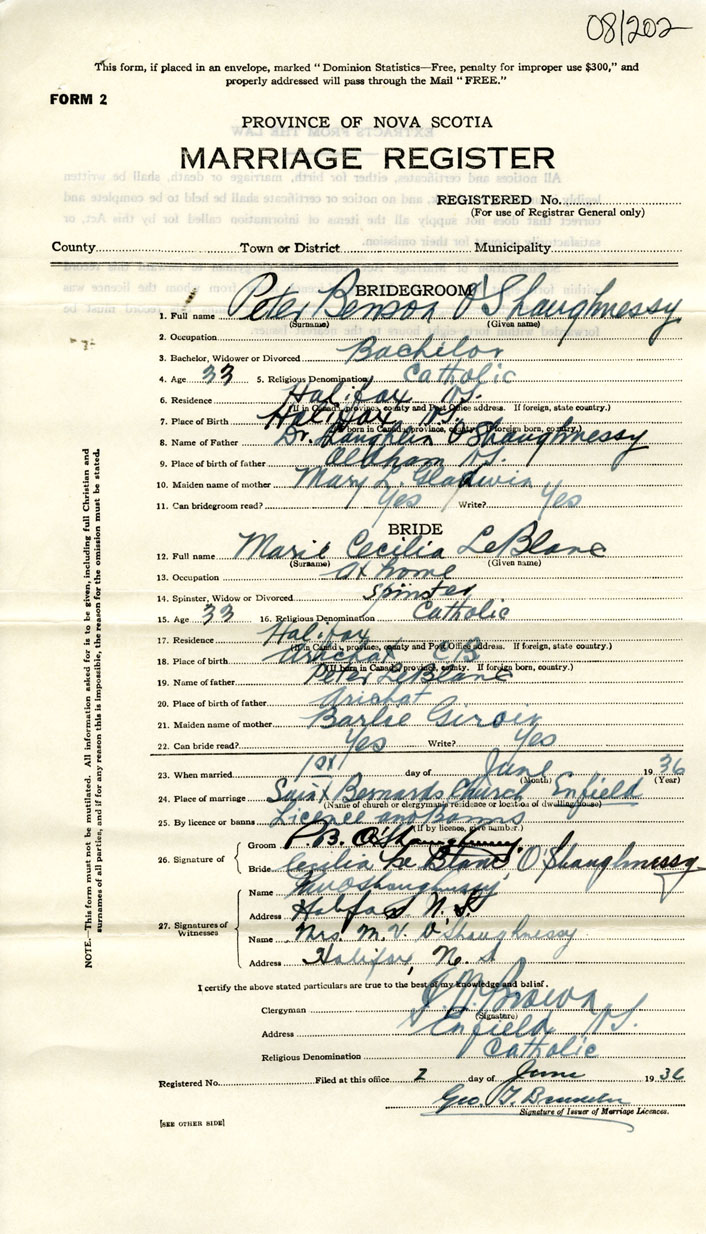 08/202
This form, if placed in an envelope, marked “ Dominion Statistics—Free, penalty for improper use $300,” and
properly addressed will pass through the Mail “ FREE.”
FORM 2
PROVINCE OF NOVA SCOTIA
MARRIAGE REGISTER
REGISTERED No.
(For use of Registrar General only)
County Town or District Municipality
BRIDEGROOM
1. Full name Peter Benson O'Shaughnessy
(Surname) (Given name)
2. Occupation
3. Bachelor, Widower or Divorced Bachelor
4. Age 33 5. Religious Denomination Catholic
6. Residence Halifax N.S.
(If in Canada, province, county and Post Office address. If foreign, state country.)
7. Place of Birth Halifax N.S.
(If born in Canada, province, county. If foreign born, country.)
8. Name of Father Dr. Laughlin O'Shaughnessy
9. Place of birth of father Oldham N.S.
10. Maiden name of mother Mary L. Gladwin
11. Can bridegroom read? Yes Write? Yes
BRIDE
12. Full name Marie Cecilia LeBlanc
(Surname) (Given name)
13. Occupation at home
14. Spinster, Widow or Divorced spinster
15. Age 33 16. Religious Denomination Catholic
17. Residence Halifax
(If in Canada, province, county and Post Office address. If foreign, state country.)
18. Place of birth Arichat
(If born in Canada, province, county. If foreign born, country.)
19. Name of father Peter LeBlanc
20. Place of birth of father Arichat
21. Maiden name of mother
22. Can bride read? Yes Write? Yes
23. When married 1st day of June 1936
(Month) (Year)
24. Place of marriage Saint Bernards Church Enfield
(Name of church or clergyman's residence or location of dwelling house)
25. By licence or banns Licence and Banns
(If by licence, give number.)
26. Signature of Groom P. B. O'Shaughnessy
Bride Cecilia Le Blanc O'Shaughnessy
27. Signatures of Witnesses
Name O'Shaughnessy
Address Halifax N. S.
Name Mrs. M. V. O'Shaughnessy
Address Halifax, N. S
I certify the above stated particulars are true to the best of my knowledge and belief.
Clergyman Brown
(Signature)
Address Enfield N.S.
Religious Denomination Catholic
Registered No. Filed at this office 2 day of June 1936
Geo. T.
Signature of Issuer of Marriage Licences.
[SEE OTHER SIDE]
NOTE.—This form must not be mutilated. All information asked for is to be given, including full Christian and
surnames of all parties, and if for any reason this is impossible, the reason for the omission must be stated.